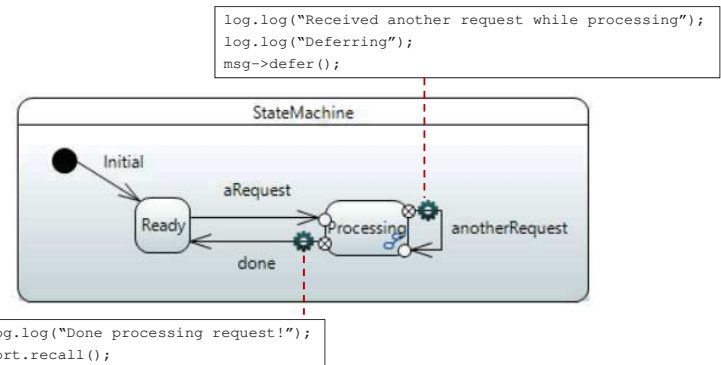 log.log(“Received another request while processing”);
log.log(“Deferring”);
msg->defer();
StateMachine
Initial
aRequest
Ready
Processing
anotherRequest
done
og.log(“Done processing request!”);
ort.recall();